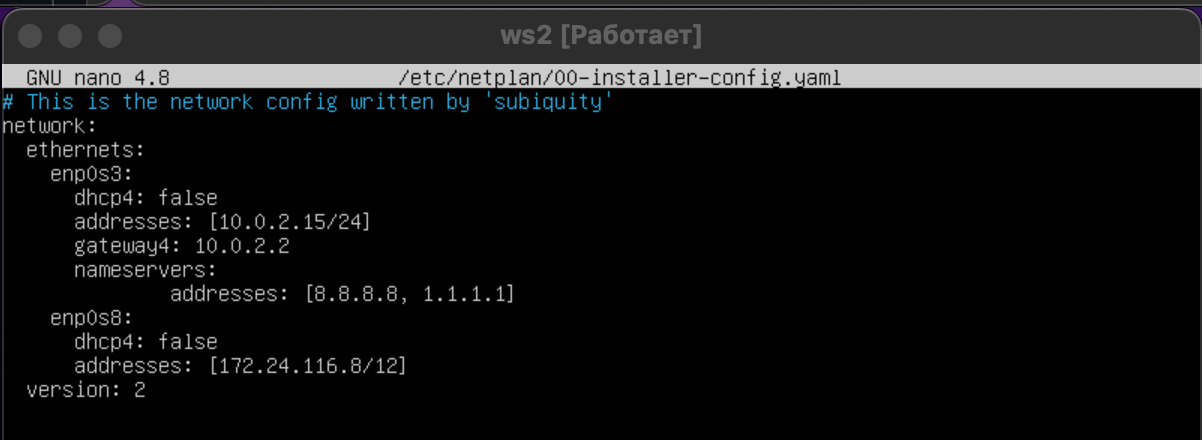 ws2 [Работает]
GNU nano 4.8 /etc/netplan/00-installer-config.yaml
# This is the network config written by 'subiquity'
network:
  ethernets:
    enp0s3:
      dhcp4: false
      addresses: [10.0.2.15/24]
      gateway4: 10.0.2.2
      nameservers:
              addresses: [8.8.8.8, 1.1.1.1]
    enp0s8:
      dhcp4: false
      addresses: [172.24.116.8/12]
  version: 2